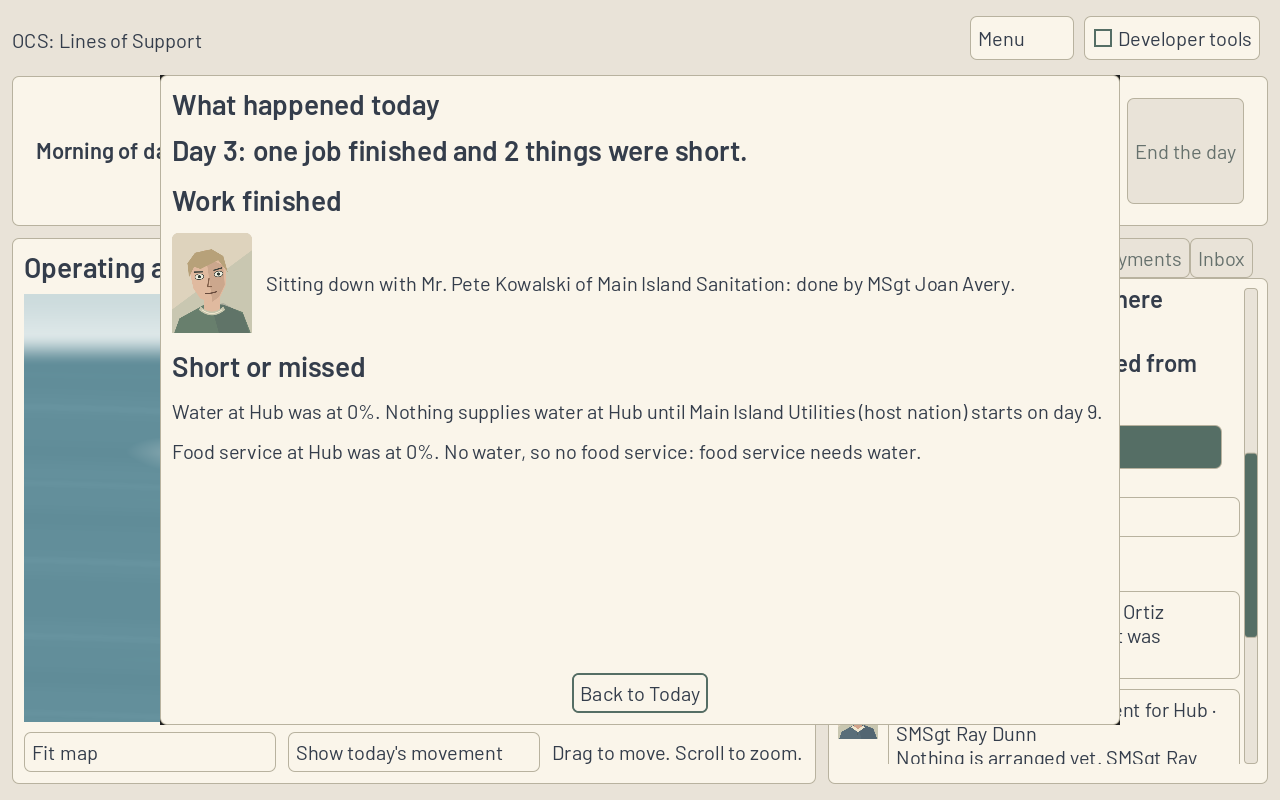 OCS: Lines of Support
Menu
Developer tools
Morning of da
End the day
What happened today
Day 3: one job finished and 2 things were short.
Work finished
Sitting down with Mr. Pete Kowalski of Main Island Sanitation: done by MSgt Joan Avery.
Short or missed
Water at Hub was at 0%. Nothing supplies water at Hub until Main Island Utilities (host nation) starts on day 9.
Food service at Hub was at 0%. No water, so no food service: food service needs water.
Back to Today
Operating a
yments
Inbox
here
ed from
Ortiz
t was
ent for Hub ·
SMSgt Ray Dunn
Nothing is arranged yet. SMSgt Ray
Fit map
Show today's movement
Drag to move. Scroll to zoom.